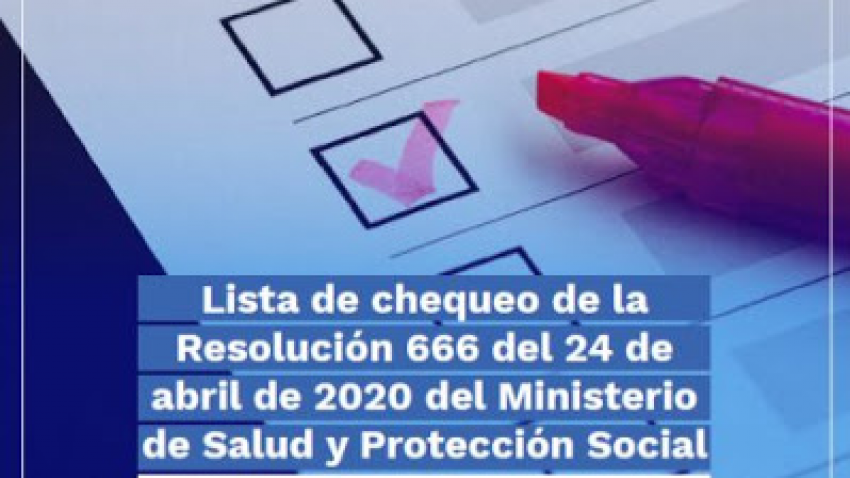 Lista de chequeo de la
Resolución 666 del 24 de
abril de 2020 del Ministerio
de Salud y Protección Social